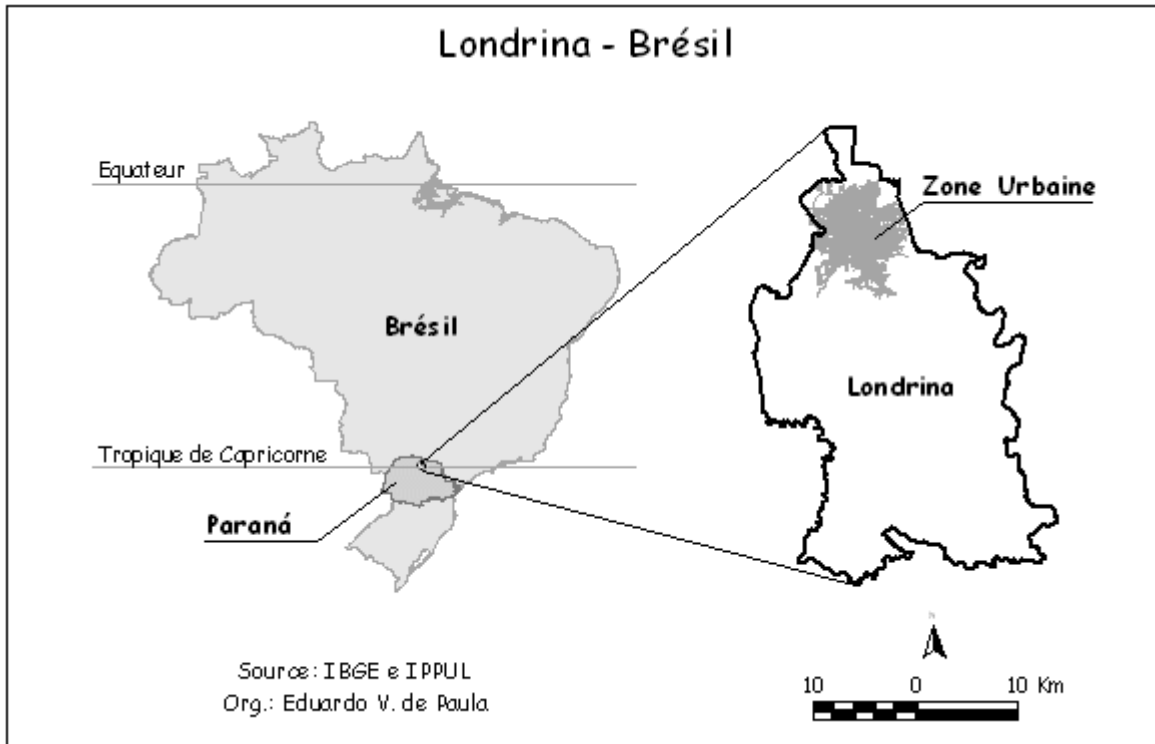 Londrina - Brésil
Equateur
Zone Urbaine
Brésil
Londrina
Tropique de Capricorne
Paraná
Source: IBGE e IPPUL
Org.: Eduardo V. de Paula
N
10 0 10 Km